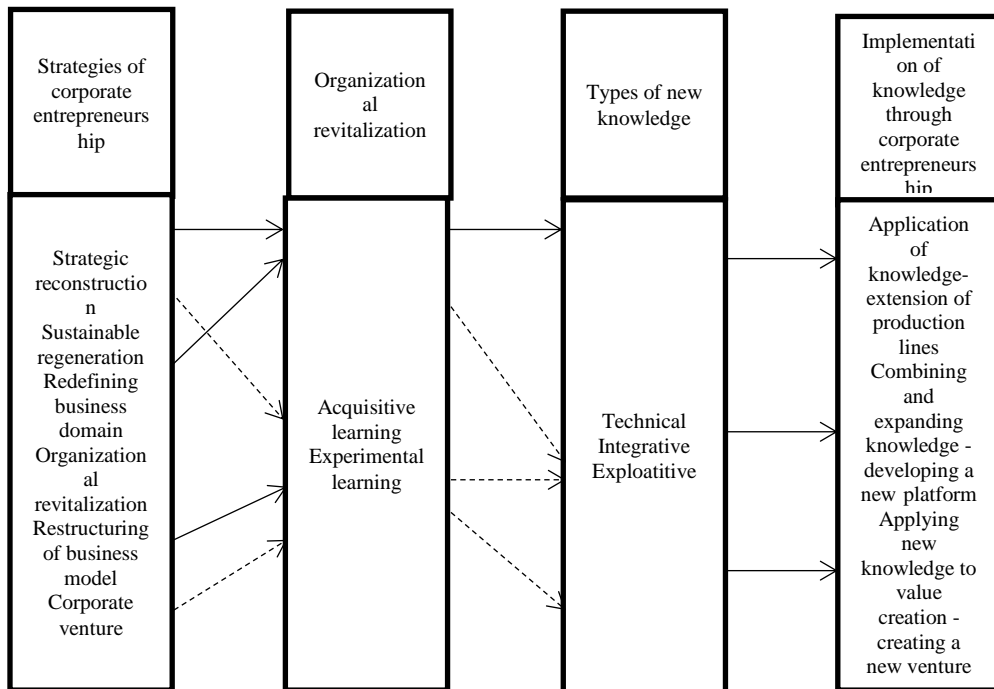 Strategies of
corporate
entrepreneurs
hip
Organization
al
revitalization
Types of new
knowledge
Implementati
on of
knowledge
through
corporate
entrepreneurs
hip
Strategic
reconstructio
n
Sustainable
regeneration
Redefining
business
domain
Organization
al
revitalization
Restructuring
of business
model
Corporate
venture
Acquisitive
learning
Experimental
learning
Technical
Integrative
Exploatitive
Application
of
knowledge-
extension of
production
lines
Combining
and
expanding
knowledge -
developing a
new platform
Applying
new
knowledge to
value
creation -
creating a
new venture